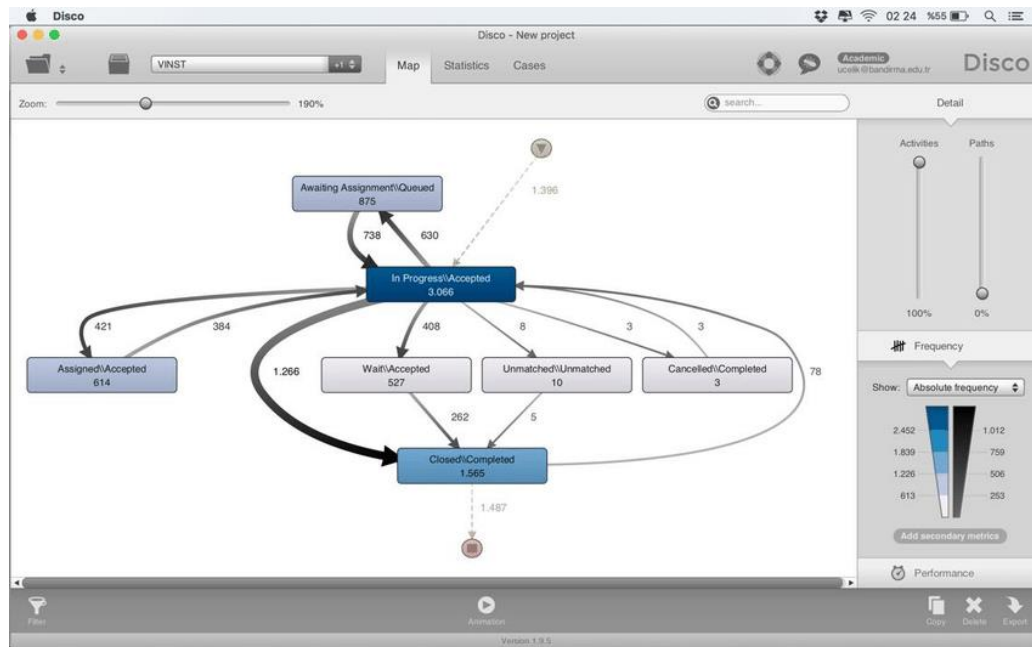 Disco
02 24 %55
Disco - New project
VINST
+1
Map Statistics Cases
Academic
ucelik@bandirma.edu.tr
Disco
Zoom: 190%
search...
Detail
Activities Paths
1.396
Awaiting Assignment\\Queued
875
738 630
In Progress\\Accepted
3.066
100% 0%
421 384 408 8 3 3
Frequency
Assigned\\Accepted
614
1.266
Wait\\Accepted
527
Unmatched\\Unmatched
10
Cancelled\\Completed
3
78
Show: Absolute frequency
262 5
2.452 1.012
1.839 759
1.226 506
613 253
Closed\\Completed
1.565
1.487
Add secondary metrics
Performance
Filter
Animation
Copy Delete Export
Version 1.9.5